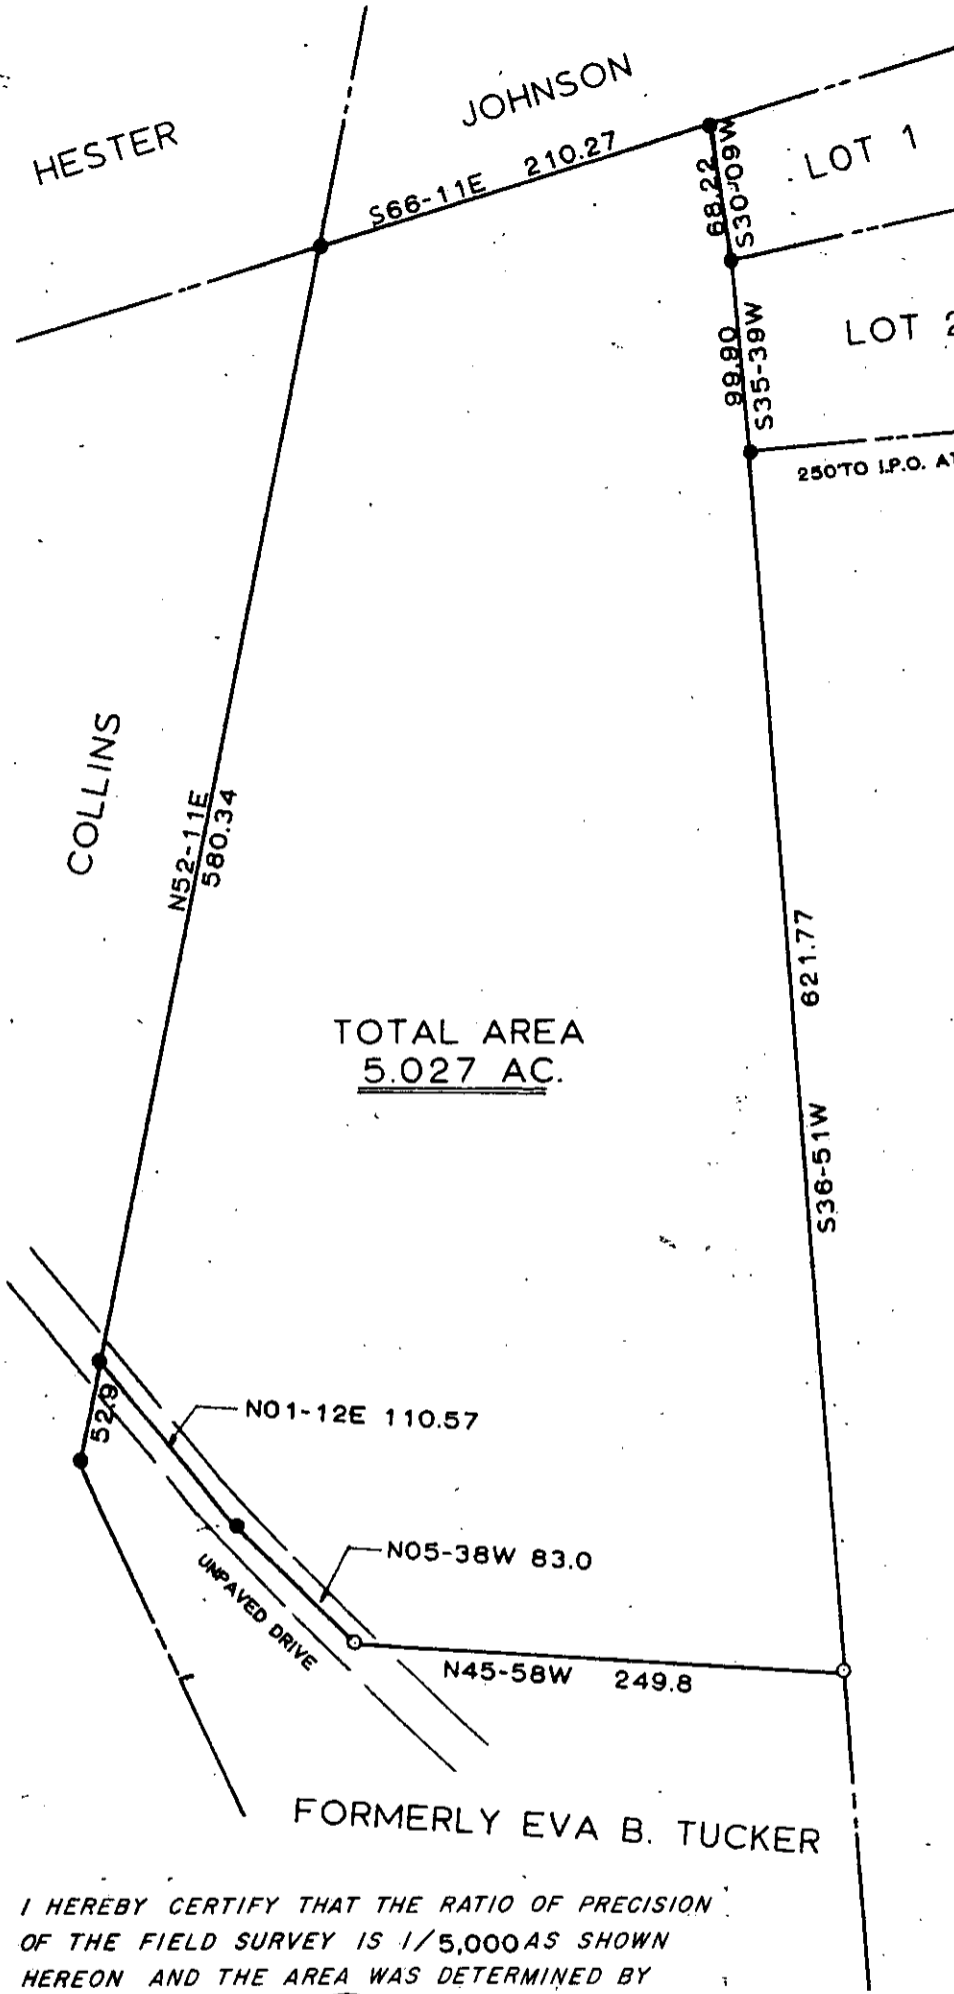 HESTER
JOHNSON
S66-11E 210.27
68.22
S30-09W
LOT 1
99.90
S35-39W
LOT 2
250 TO I.P.O. AT
COLLINS
N52-11E
580.34
621.77
S36-51W
TOTAL AREA
5.027 AC.
52.9
N01-12E 110.57
N05-38W 83.0
UNPAVED DRIVE
N45-58W 249.8
FORMERLY EVA B. TUCKER
I HEREBY CERTIFY THAT THE RATIO OF PRECISION
OF THE FIELD SURVEY IS 1/5,000 AS SHOWN
HEREON AND THE AREA WAS DETERMINED BY